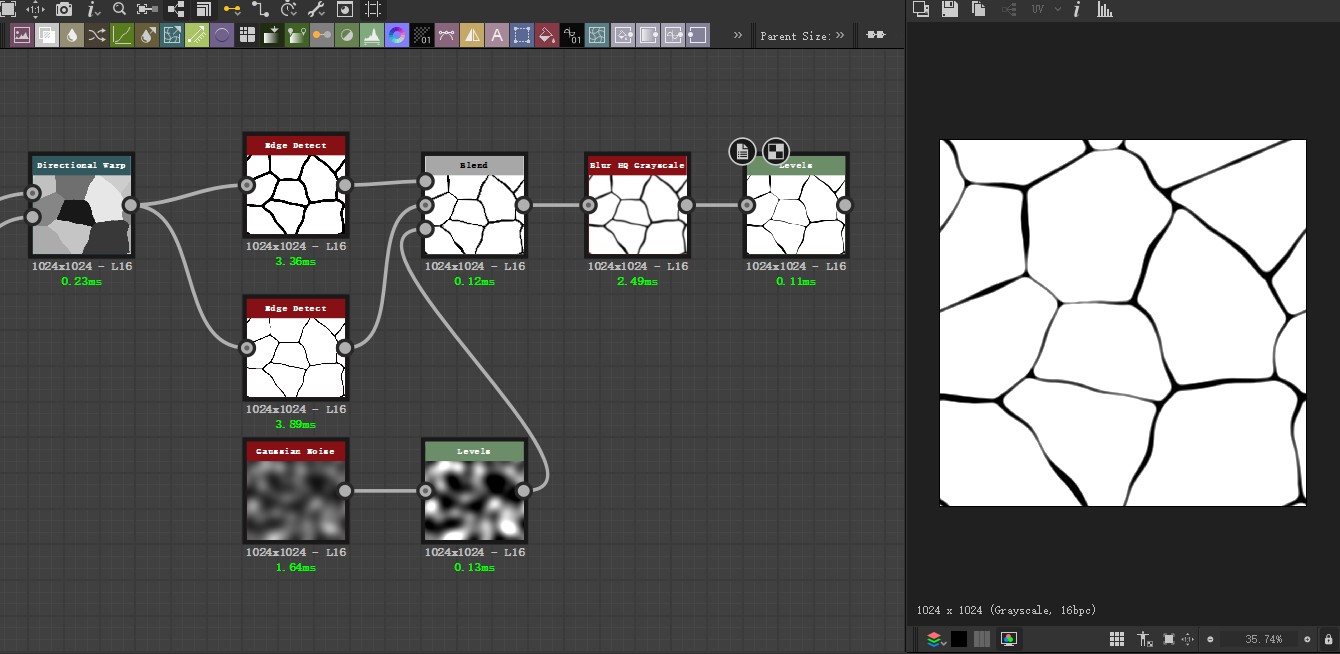 1:1
UV
01
A
01
Parent Size:
Directional Warp
1024x1024 - L16
0.23ms
Edge Detect
1024x1024 - L16
3.36ms
Blend
1024x1024 - L16
0.12ms
Blur HQ Grayscale
1024x1024 - L16
2.49ms
Levels
1024x1024 - L16
0.11ms
Edge Detect
1024x1024 - L16
3.89ms
Gaussian Noise
1024x1024 - L16
1.64ms
Levels
1024x1024 - L16
0.13ms
1024 x 1024 (Grayscale, 16bpc)
35.74%